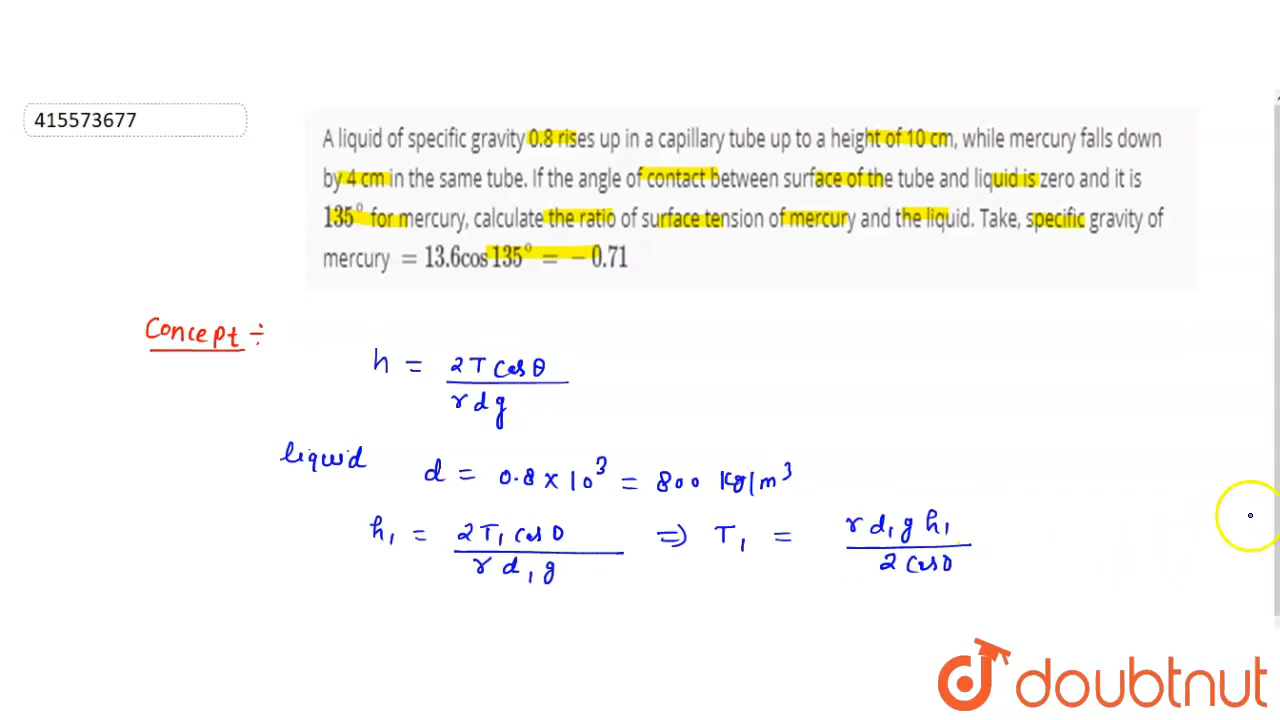 415573677
A liquid of specific gravity 0.8 rises up in a capillary tube up to a height of 10 cm, while mercury falls down
by 4 cm in the same tube. If the angle of contact between surface of the tube and liquid is zero and it is
135° for mercury, calculate the ratio of surface tension of mercury and the liquid. Take, specific gravity of
mercury = 13.6cos 135° = − 0.71
Concept ÷
h = 2T cos θ / r d g
liquid d = 0.8 × 10³ = 800 kg/m³
h₁ = 2T₁ cos θ / r d₁ g ⇒ T₁ = r d₁ g h₁ / 2 cos θ
doubtnut